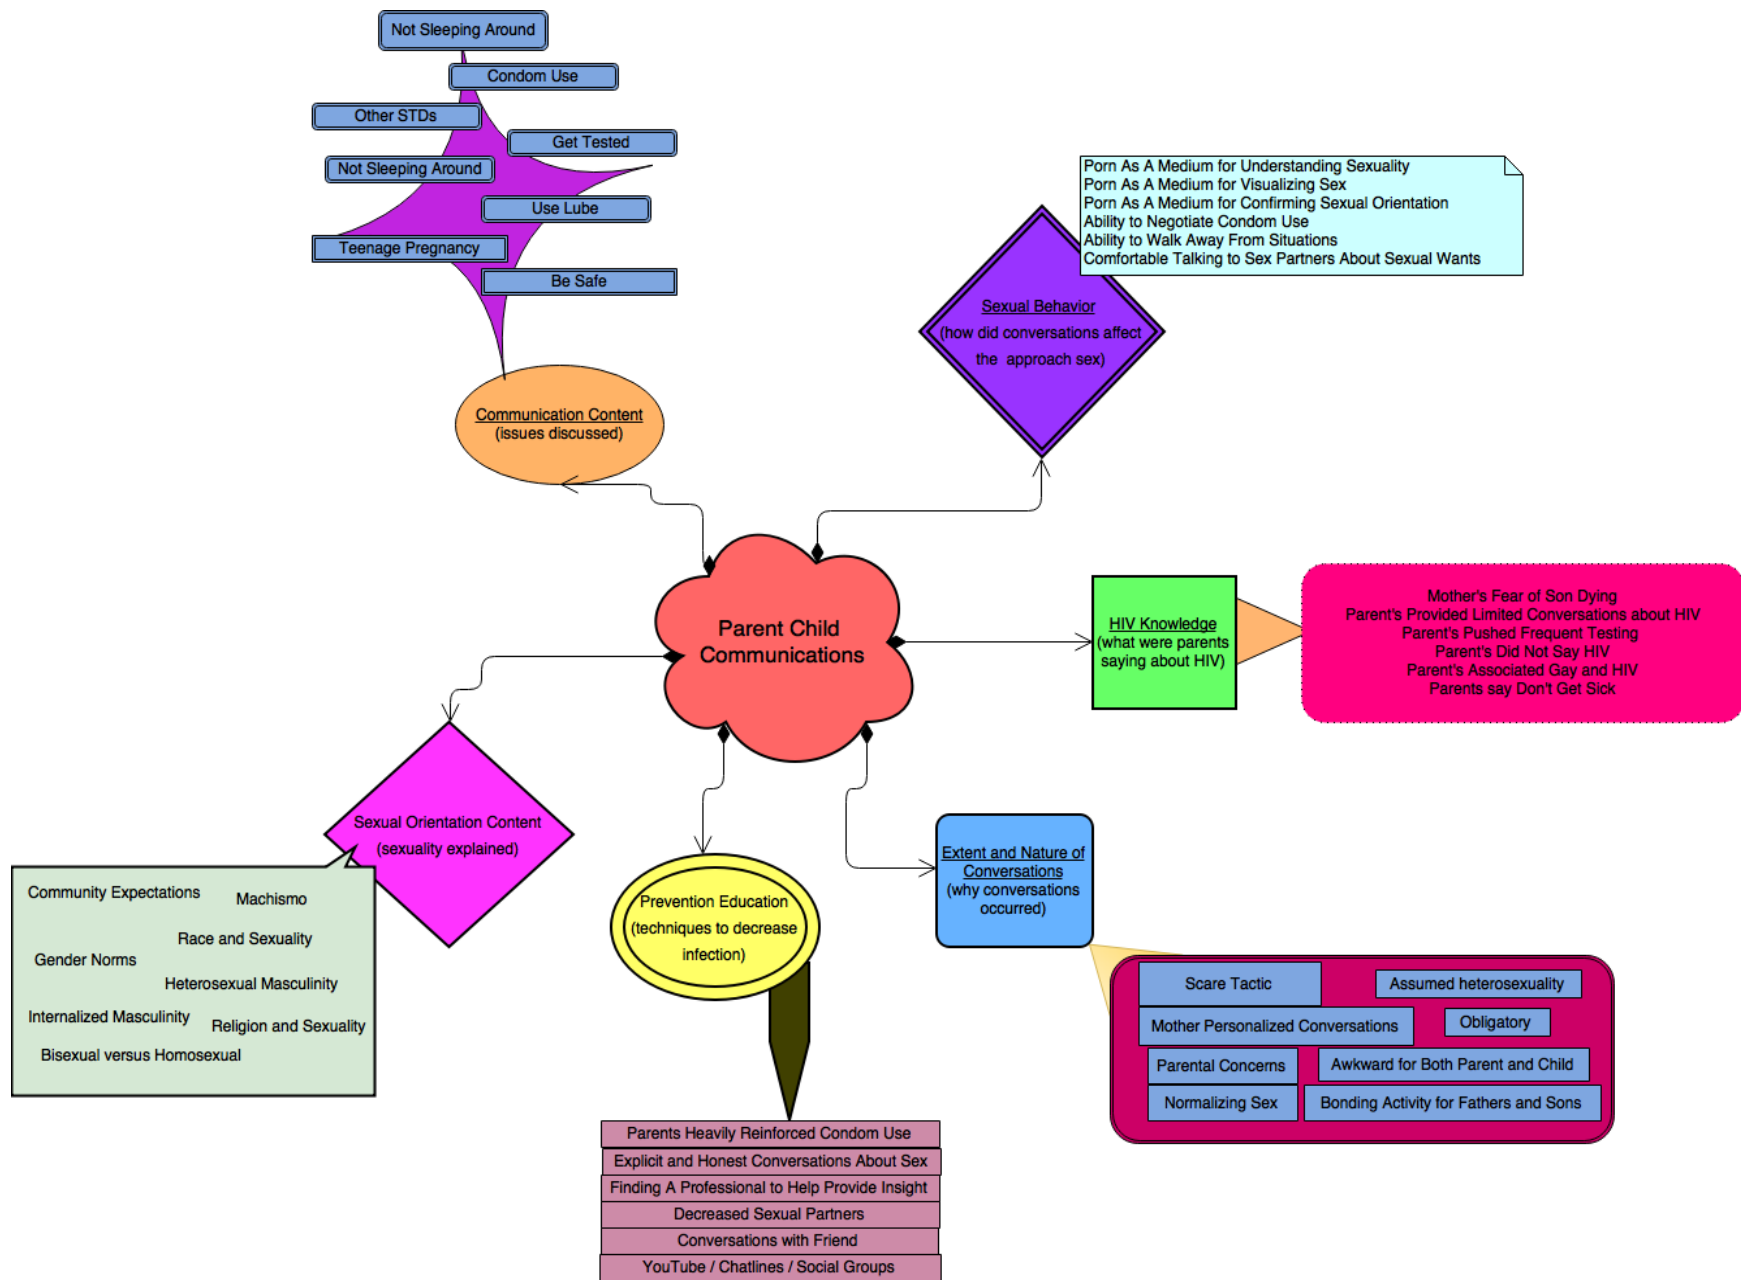 Not Sleeping Around
Condom Use
Other STDs
Get Tested
Not Sleeping Around
Use Lube
Teenage Pregnancy
Be Safe
Communication Content
(issues discussed)
Porn As A Medium for Understanding Sexuality
Porn As A Medium for Visualizing Sex
Porn As A Medium for Confirming Sexual Orientation
Ability to Negotiate Condom Use
Ability to Walk Away From Situations
Comfortable Talking to Sex Partners About Sexual Wants
Sexual Behavior
(how did conversations affect
the approach sex)
Parent Child
Communications
HIV Knowledge
(what were parents
saying about HIV)
Mother's Fear of Son Dying
Parent's Provided Limited Conversations about HIV
Parent's Pushed Frequent Testing
Parent's Did Not Say HIV
Parent's Associated Gay and HIV
Parents say Don't Get Sick
Sexual Orientation Content
(sexuality explained)
Community Expectations
Machismo
Race and Sexuality
Gender Norms
Heterosexual Masculinity
Internalized Masculinity
Religion and Sexuality
Bisexual versus Homosexual
Prevention Education
(techniques to decrease
infection)
Parents Heavily Reinforced Condom Use
Explicit and Honest Conversations About Sex
Finding A Professional to Help Provide Insight
Decreased Sexual Partners
Conversations with Friend
YouTube / Chatlines / Social Groups
Extent and Nature of
Conversations
(why conversations
occurred)
Scare Tactic
Assumed heterosexuality
Mother Personalized Conversations
Obligatory
Parental Concerns
Awkward for Both Parent and Child
Normalizing Sex
Bonding Activity for Fathers and Sons